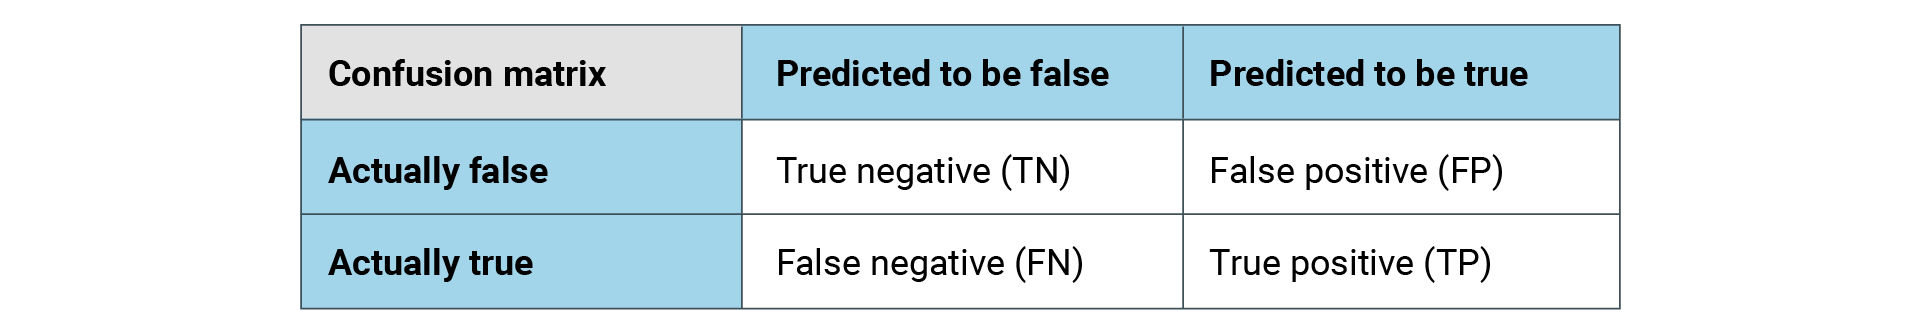 Confusion matrix Predicted to be false Predicted to be true
Actually false True negative (TN) False positive (FP)
Actually true False negative (FN) True positive (TP)